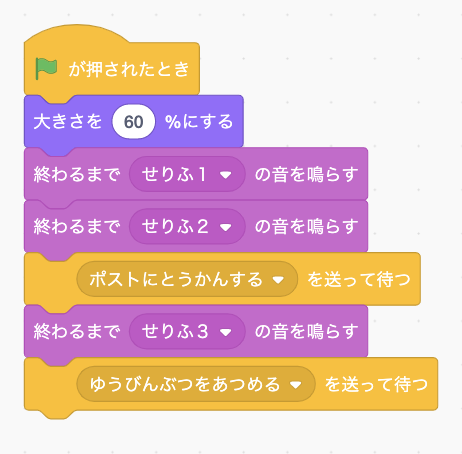 が押されたとき
大きさを 60 %にする
終わるまで せりふ１ の音を鳴らす
終わるまで せりふ２ の音を鳴らす
ポストにとうかんする を送って待つ
終わるまで せりふ３ の音を鳴らす
ゆうびんぶつをあつめる を送って待つ